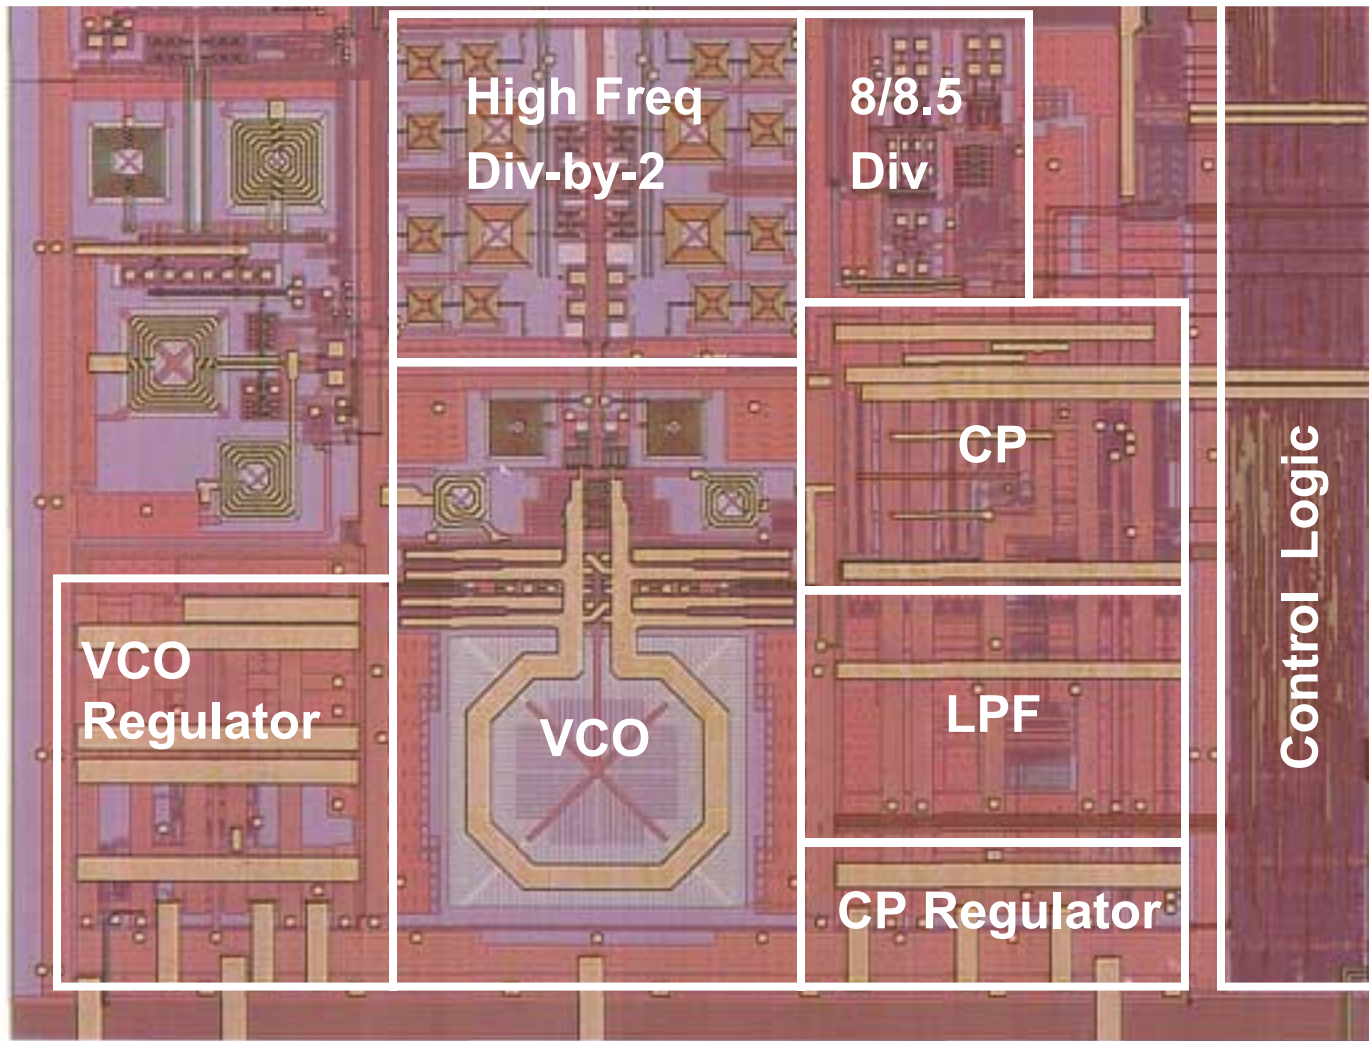 High Freq
Div-by-2
8/8.5
Div
CP
Control Logic
VCO
Regulator
VCO
LPF
CP Regulator